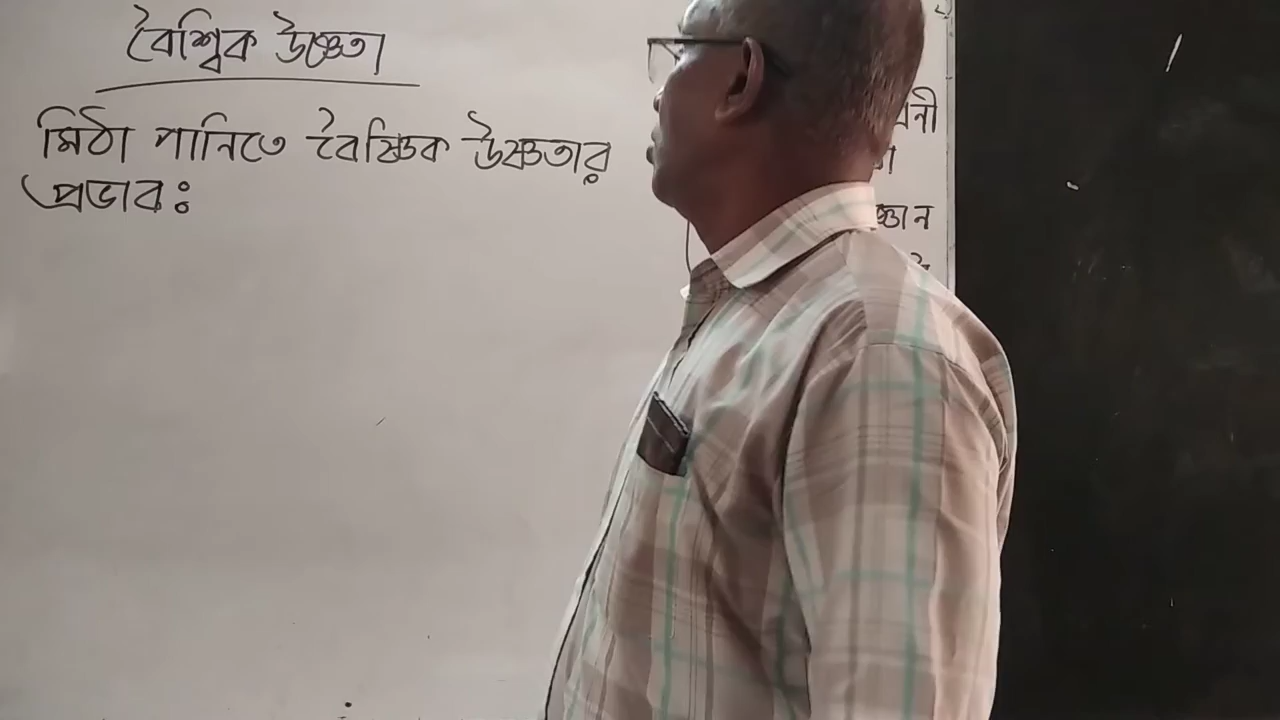 বৈশ্বিক উষ্ণতা
মিঠা পানিতে বৈষ্ণিক উষ্ণতার
প্রভাবঃ